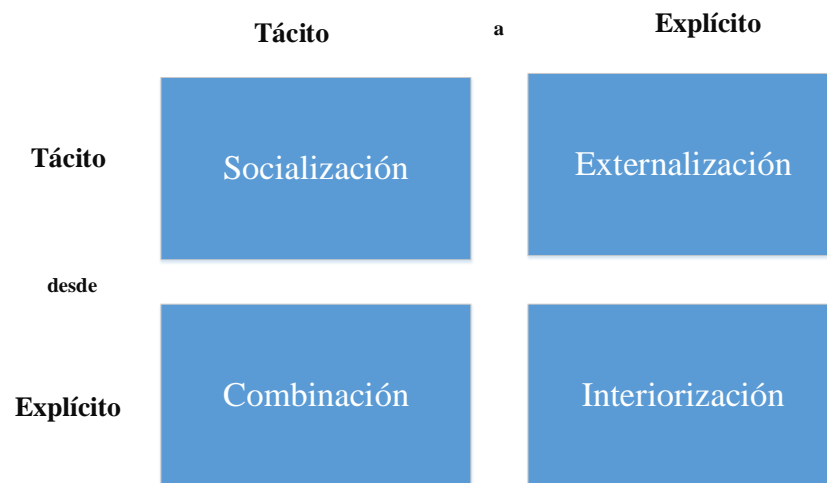 Tácito a Explícito
Tácito Socialización Externalización
desde
Explícito Combinación Interiorización